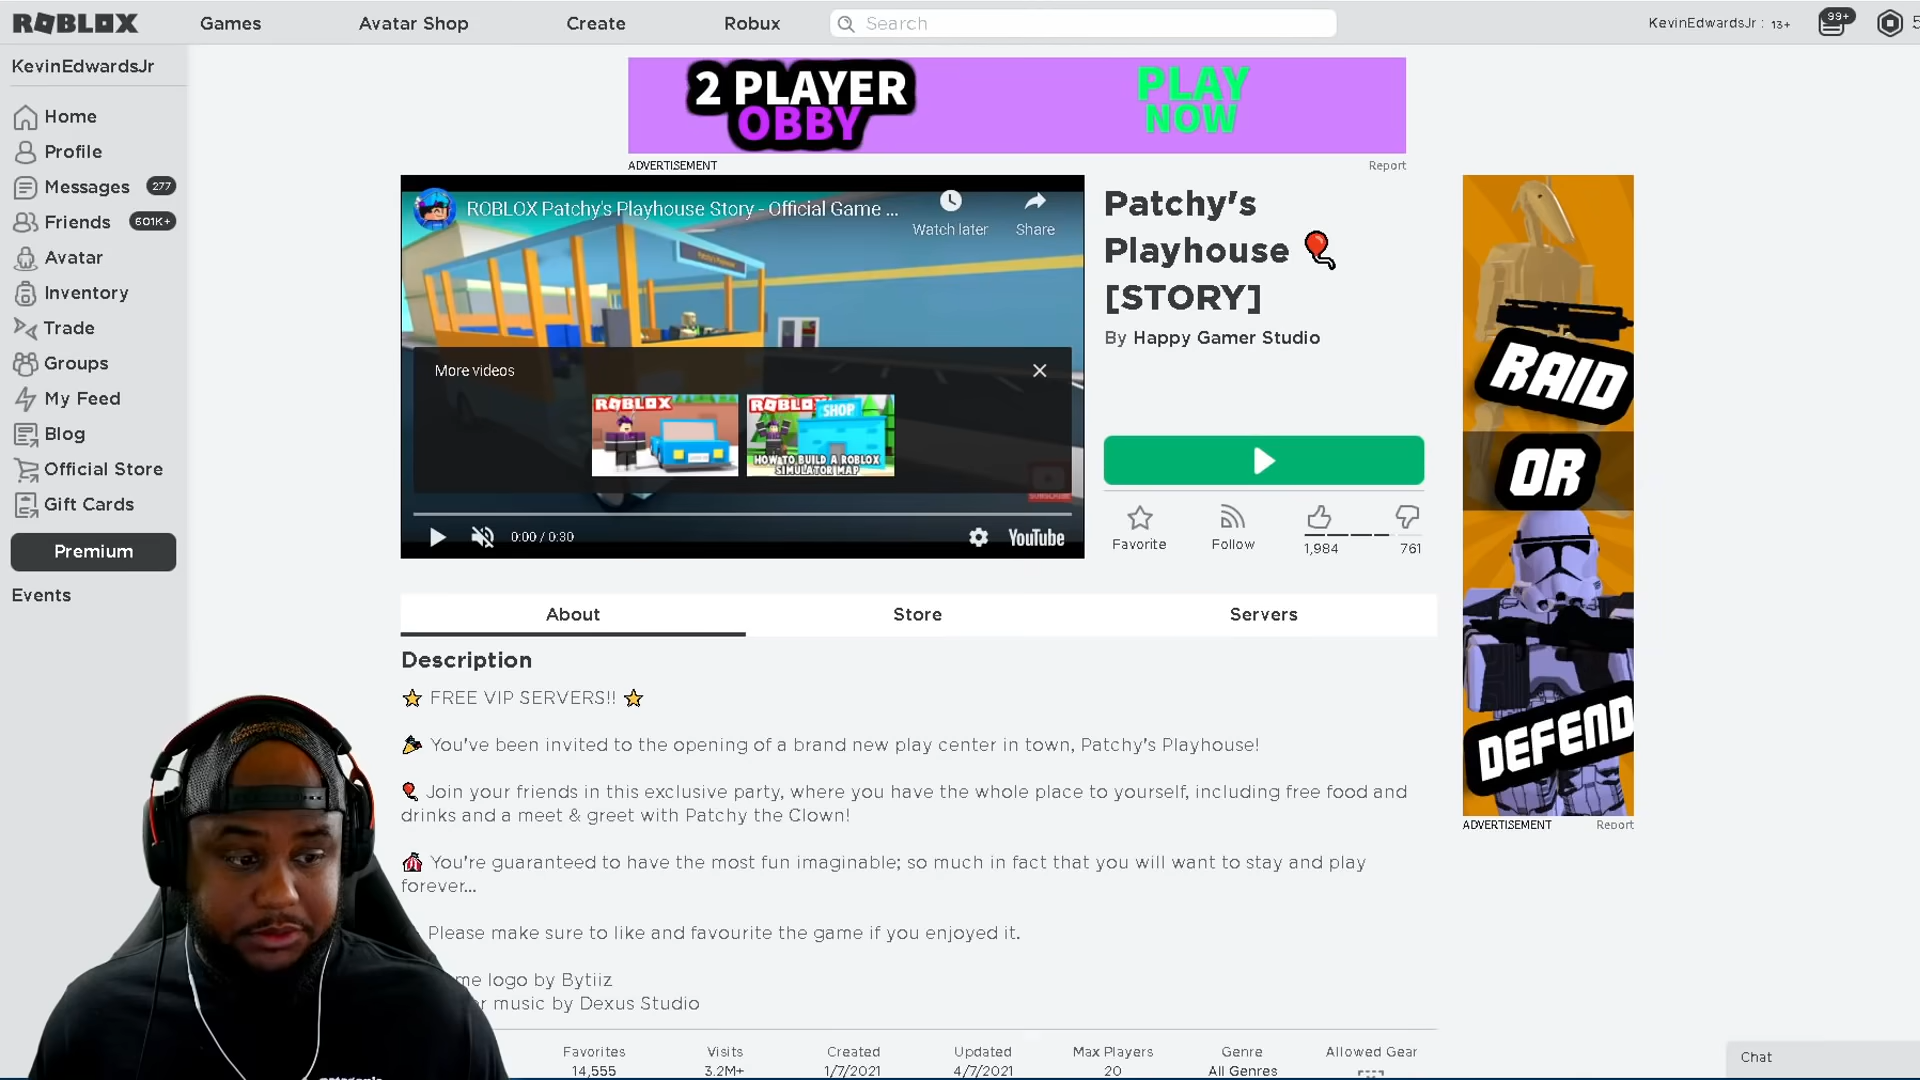 ROBLOX
Games
Avatar Shop
Create
Robux
Search
KevinEdwardsJr : 13+
99+
5
KevinEdwardsJr
Home
Profile
Messages 277
Friends 601K+
Avatar
Inventory
Trade
Groups
My Feed
Blog
Official Store
Gift Cards
Premium
Events
2 PLAYER
OBBY
PLAY
NOW
ADVERTISEMENT
Report
ROBLOX Patchy's Playhouse Story - Official Game ...
Watch later
Share
Patchy's Playhouse
More videos
ROBLOX
ROBLOX
SHOP
HOW TO BUILD A ROBLOX
SIMULATOR MAP
SUBSCRIBE
0:00 / 0:30
YouTube
Patchy's
Playhouse 🎈
[STORY]
By Happy Gamer Studio
Favorite
Follow
1,984
761
RAID
OR
DEFEND
ADVERTISEMENT
Report
About
Store
Servers
Description
⭐ FREE VIP SERVERS!! ⭐
🎉 You've been invited to the opening of a brand new play center in town, Patchy's Playhouse!
🎈 Join your friends in this exclusive party, where you have the whole place to yourself, including free food and
drinks and a meet & greet with Patchy the Clown!
🎪 You're guaranteed to have the most fun imaginable; so much in fact that you will want to stay and play
forever...
Please make sure to like and favourite the game if you enjoyed it.
me logo by Bytiiz
r music by Dexus Studio
Favorites
14,555
Visits
3.2M+
Created
1/7/2021
Updated
4/7/2021
Max Players
20
Genre
All Genres
Allowed Gear
Chat